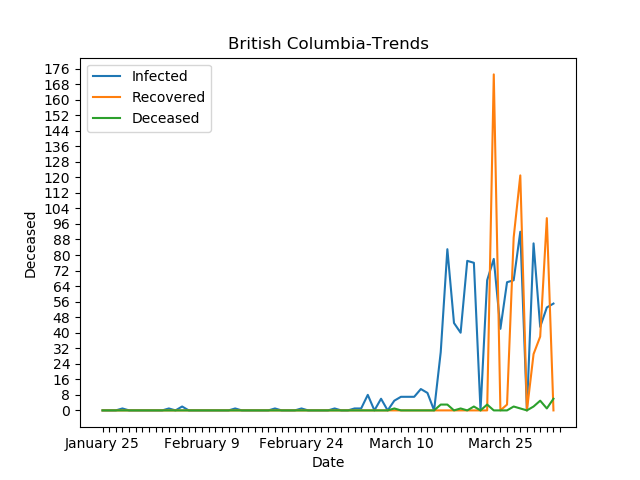 British Columbia-Trends
Infected
Recovered
Deceased
176
168
160
152
144
136
128
120
112
104
96
88
80
72
64
56
48
40
32
24
16
8
0
Deceased
January 25
February 9
February 24
March 10
March 25
Date